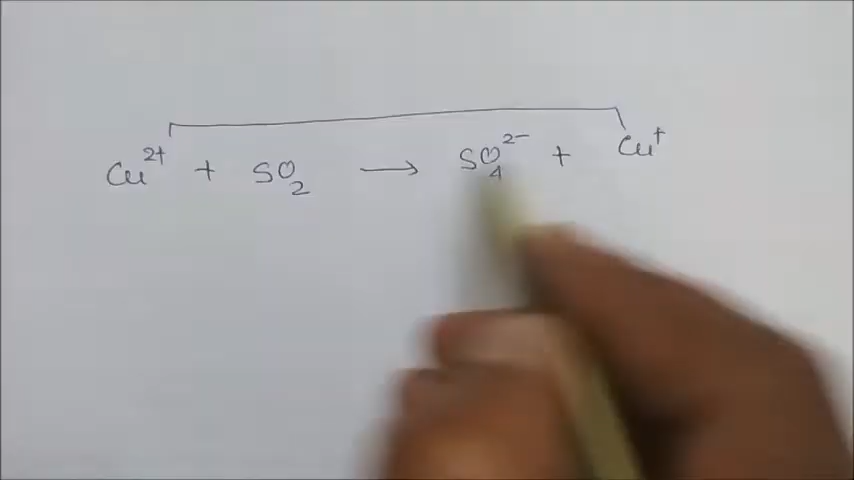 Cu²⁺ + SO₂ → SO₄²⁻ + Cu⁺